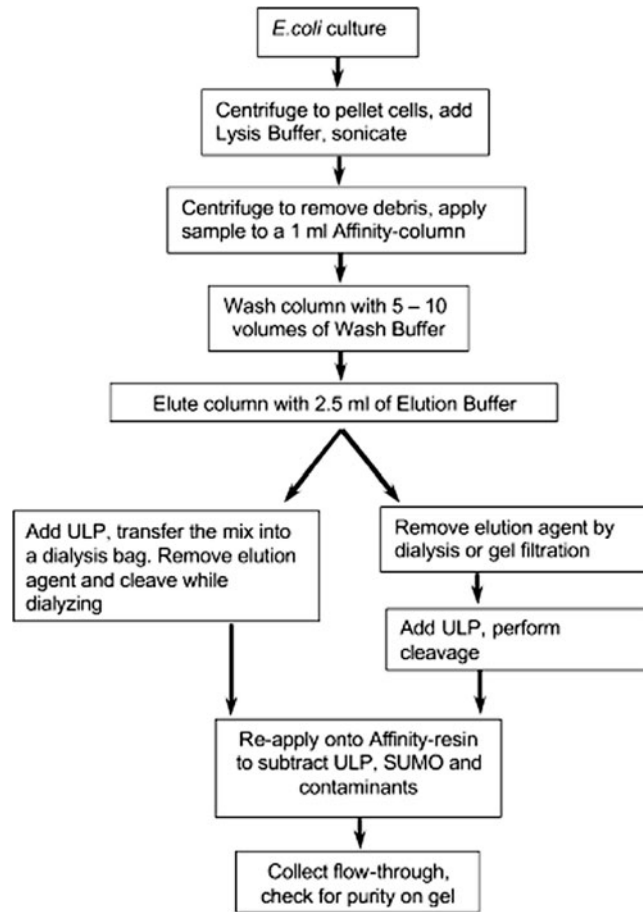 E.coli culture
Centrifuge to pellet cells, add
Lysis Buffer, sonicate
Centrifuge to remove debris, apply
sample to a 1 ml Affinity-column
Wash column with 5 – 10
volumes of Wash Buffer
Elute column with 2.5 ml of Elution Buffer
Add ULP, transfer the mix into
a dialysis bag. Remove elution
agent and cleave while
dialyzing
Remove elution agent by
dialysis or gel filtration
Add ULP, perform
cleavage
Re-apply onto Affinity-resin
to subtract ULP, SUMO and
contaminants
Collect flow-through,
check for purity on gel